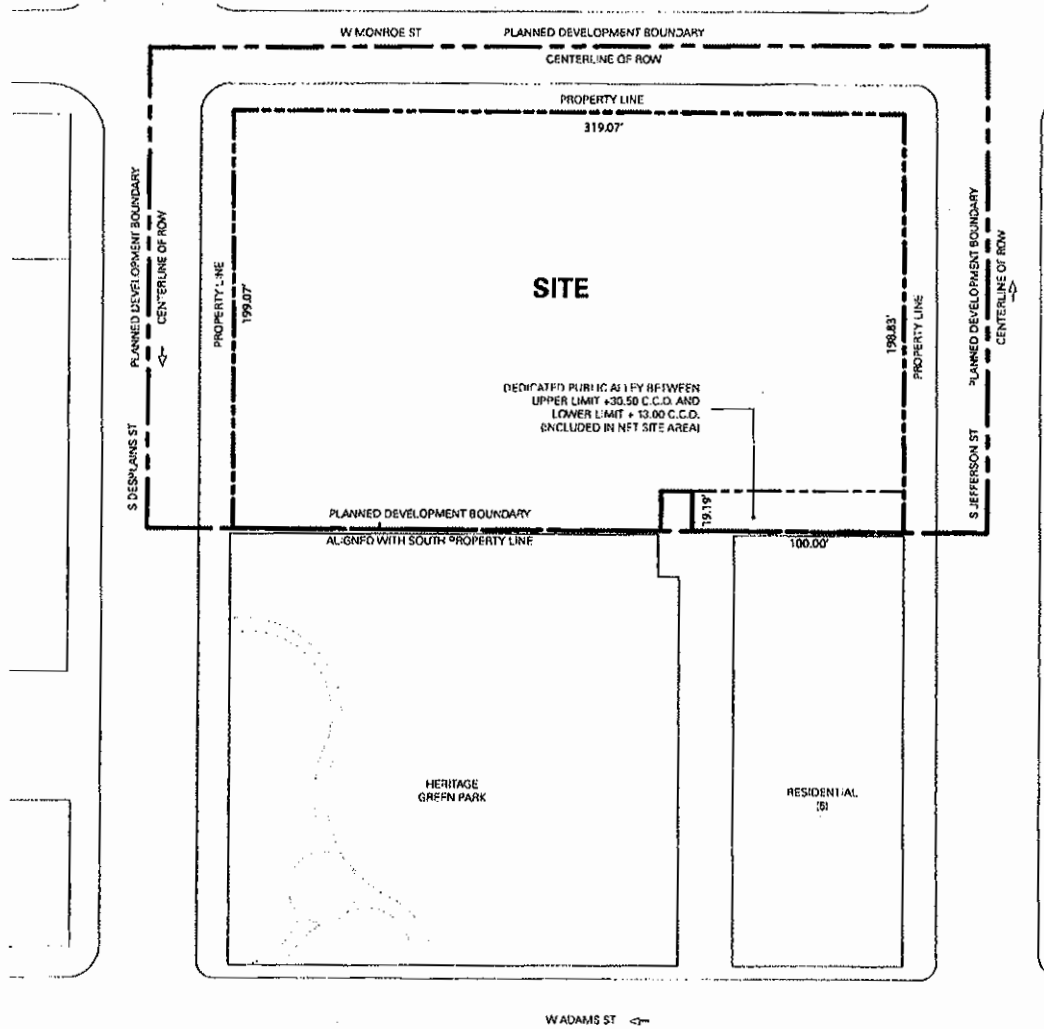 W MONROE ST
PLANNED DEVELOPMENT BOUNDARY
CENTERLINE OF ROW
PROPERTY LINE
319.07'
PLANNED DEVELOPMENT BOUNDARY
CENTERLINE OF ROW
S DESPLAINS ST
PROPERTY LINE
199.07'
SITE
198.83'
PROPERTY LINE
PLANNED DEVELOPMENT BOUNDARY
CENTERLINE OF ROW
S JEFFERSON ST
DEDICATED PUBLIC ALLEY BETWEEN
UPPER LIMIT +30.50 C.C.D. AND
LOWER LIMIT + 13.00 C.C.D.
(INCLUDED IN NET SITE AREA)
19.19'
PLANNED DEVELOPMENT BOUNDARY
ALIGNED WITH SOUTH PROPERTY LINE
100.00'
HERITAGE
GREEN PARK
RESIDENTIAL
W ADAMS ST